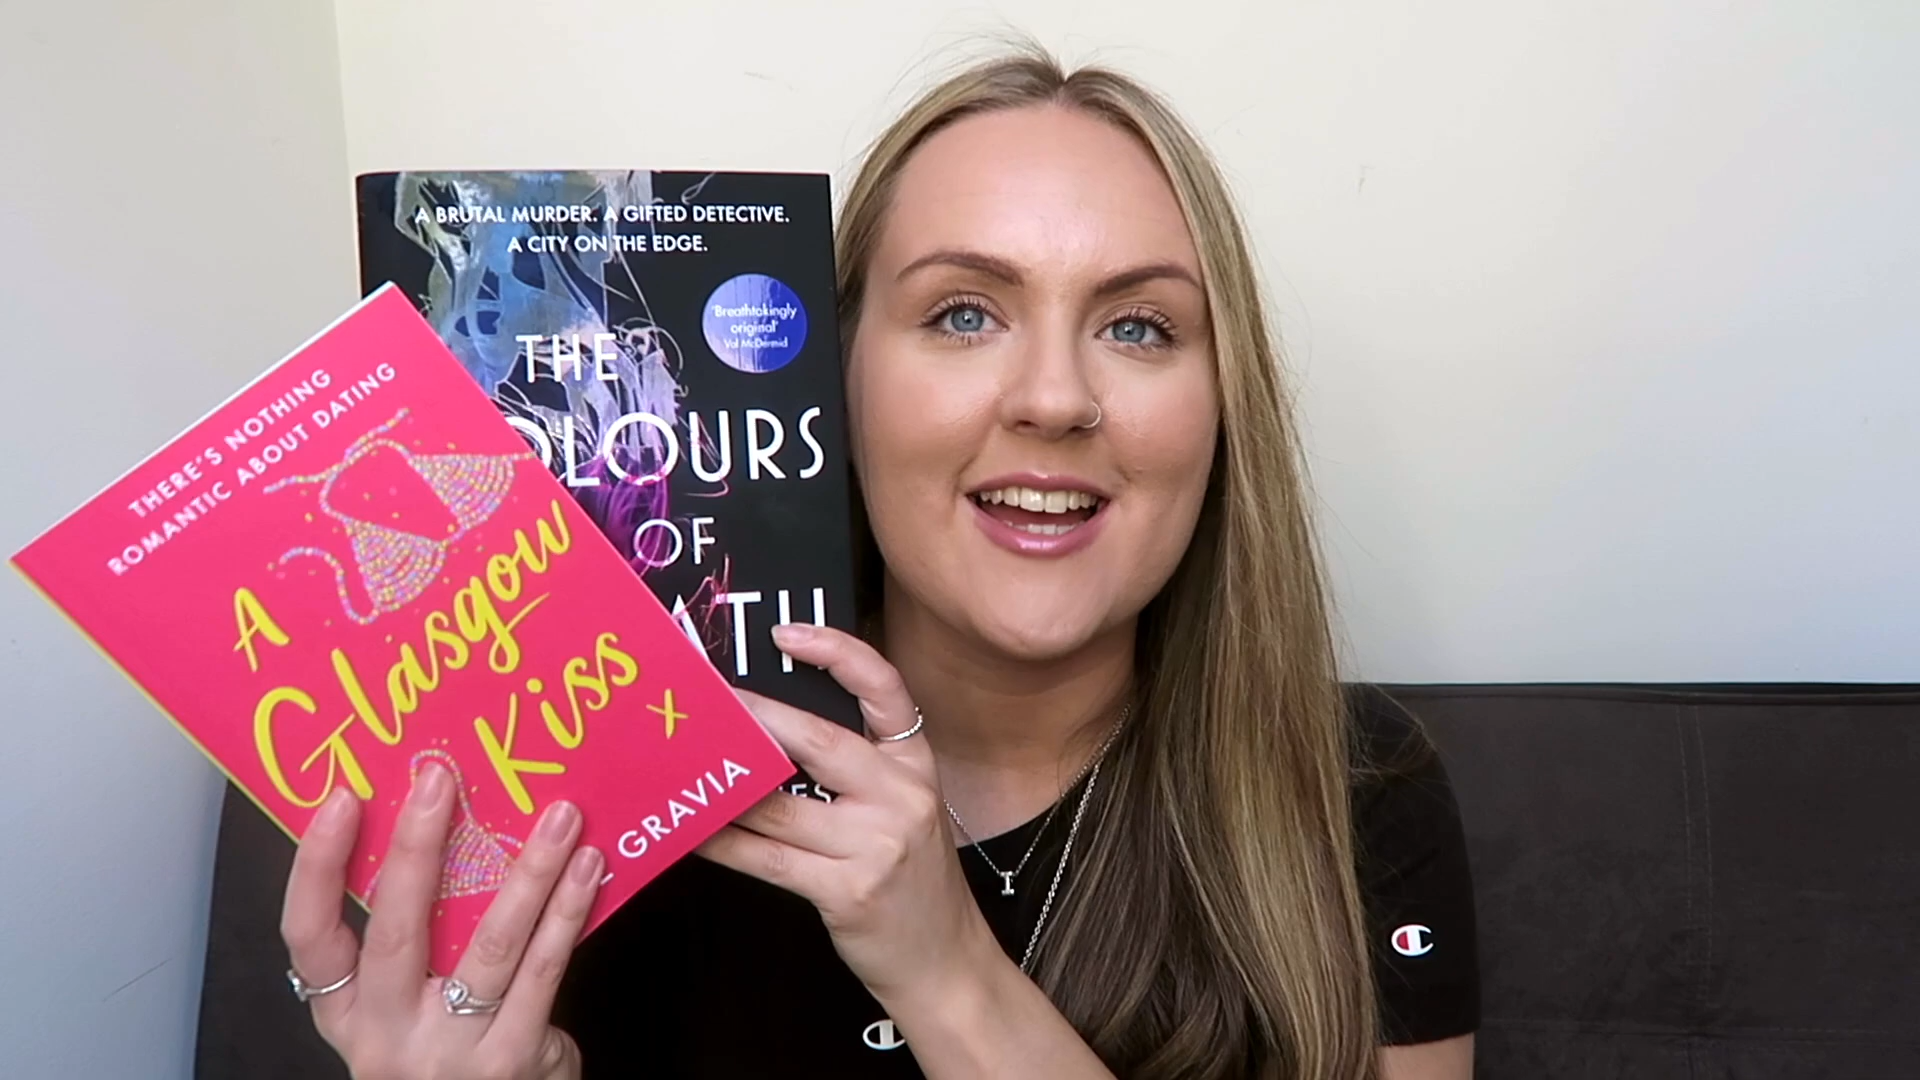 A BRUTAL MURDER. A GIFTED DETECTIVE.
A CITY ON THE EDGE.
'Breathtakingly
original'
Val McDermid
THE
OLOURS
OF
ATH
ES
THERE'S NOTHING
ROMANTIC ABOUT DATING
A
Glasgow
Kiss
x
GRAVIA